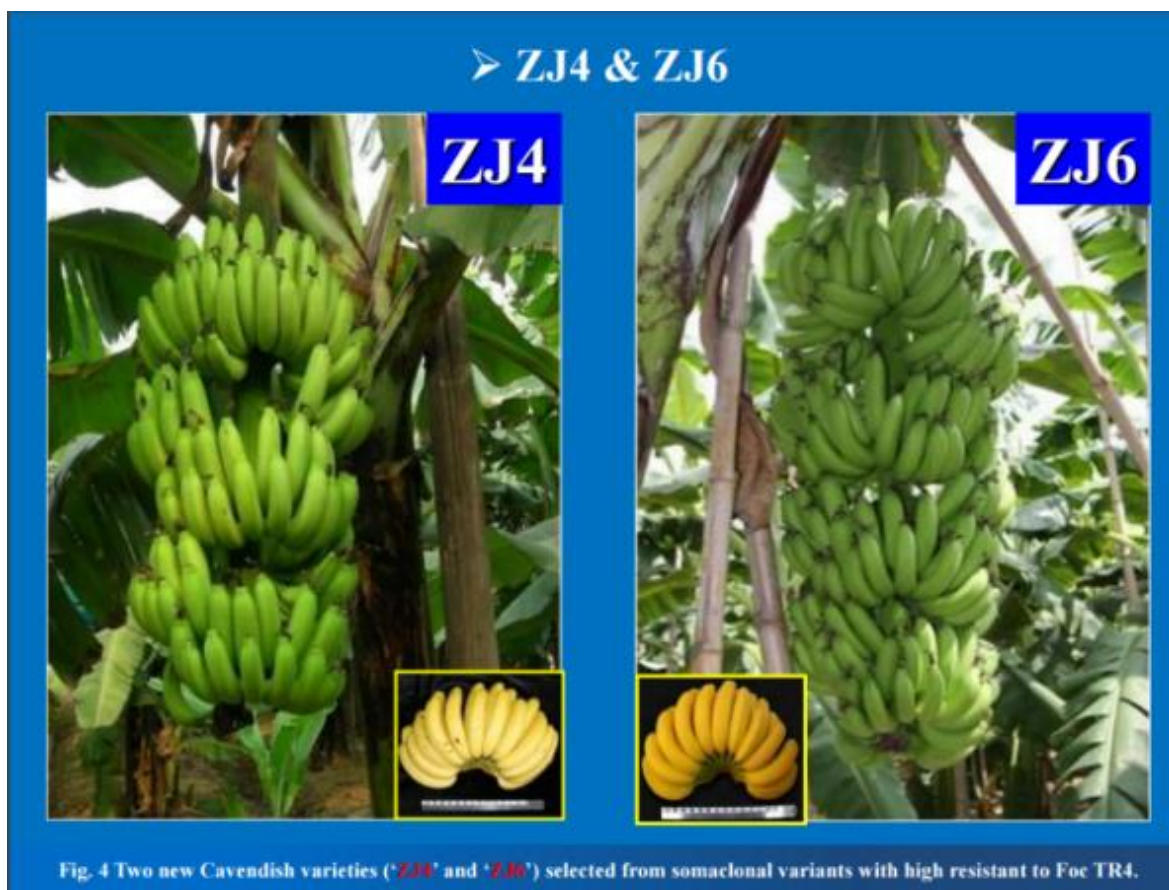 ➢ ZJ4 & ZJ6
ZJ4
ZJ6
Fig. 4 Two new Cavendish varieties (‘ZJ4’ and ‘ZJ6’) selected from somaclonal variants with high resistant to Foc TR4.